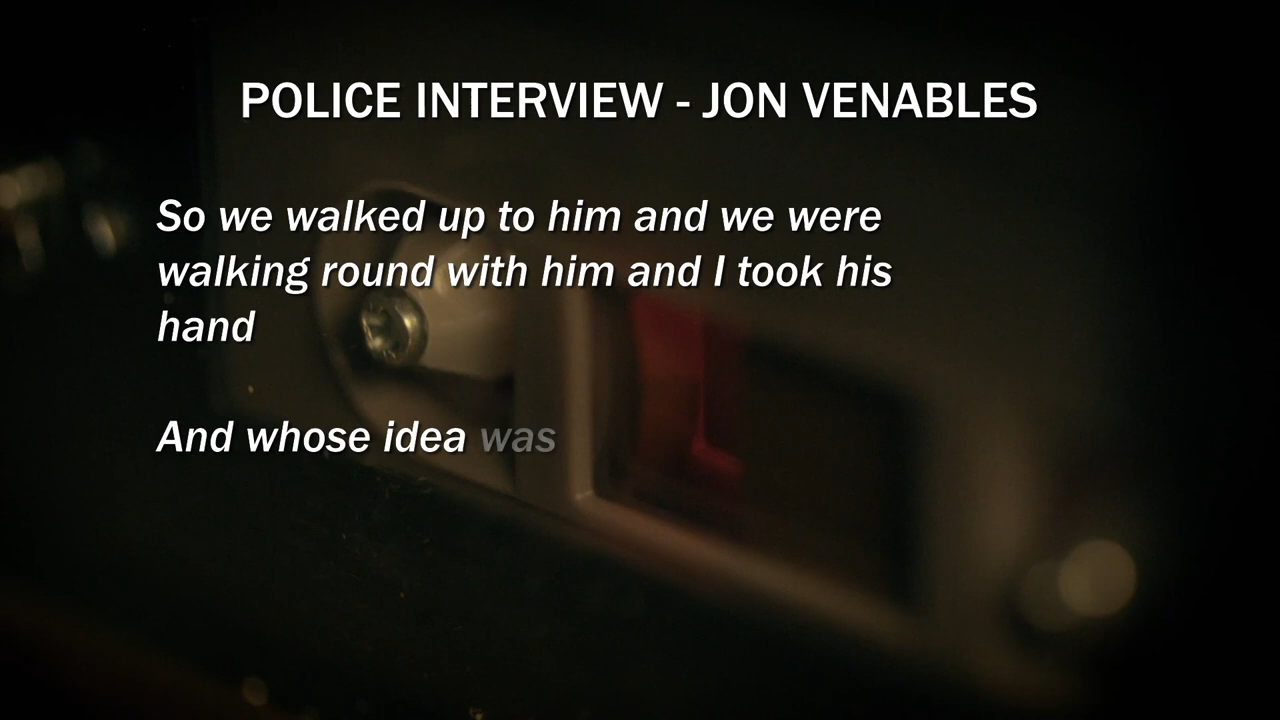 POLICE INTERVIEW - JON VENABLES
So we walked up to him and we were
walking round with him and I took his
hand
And whose idea was